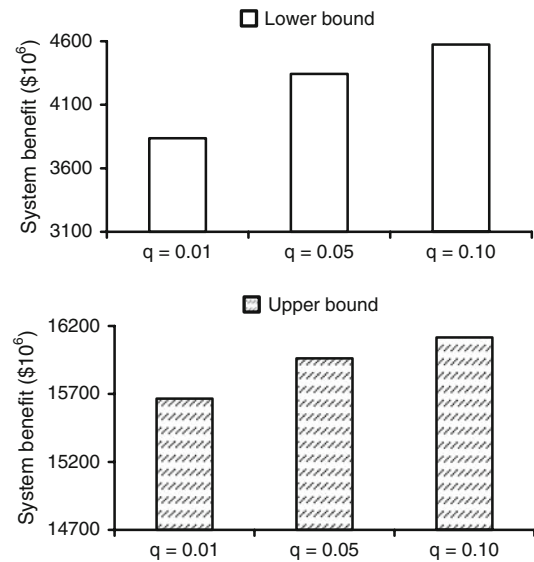 Lower bound
System benefit ($10⁶)
4600
4100
3600
3100
q = 0.01 q = 0.05 q = 0.10
Upper bound
System benefit ($10⁶)
16200
15700
15200
14700
q = 0.01 q = 0.05 q = 0.10